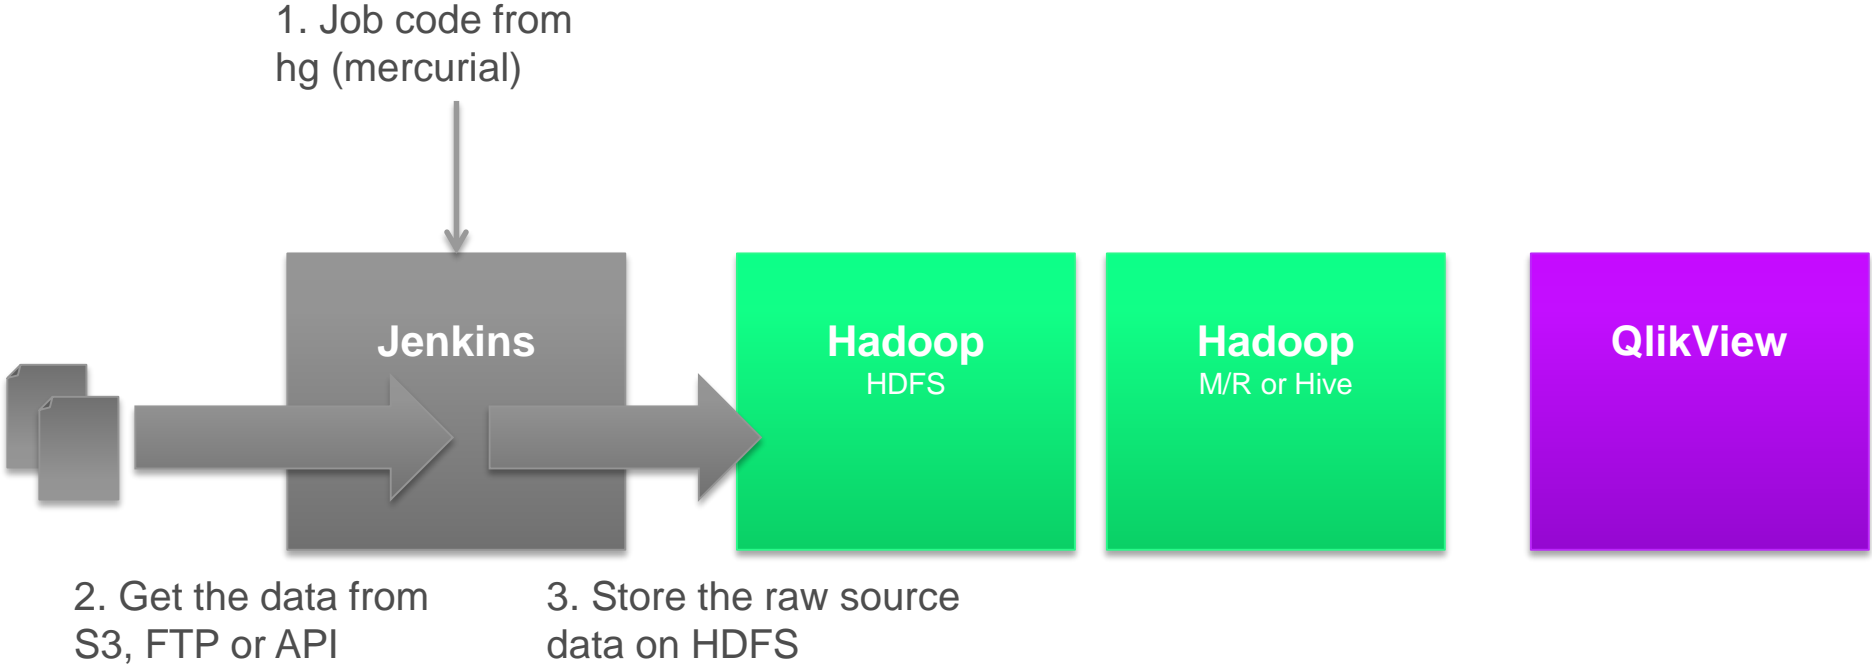 1. Job code from
hg (mercurial)
Jenkins
Hadoop
HDFS
Hadoop
M/R or Hive
QlikView
2. Get the data from
S3, FTP or API
3. Store the raw source
data on HDFS